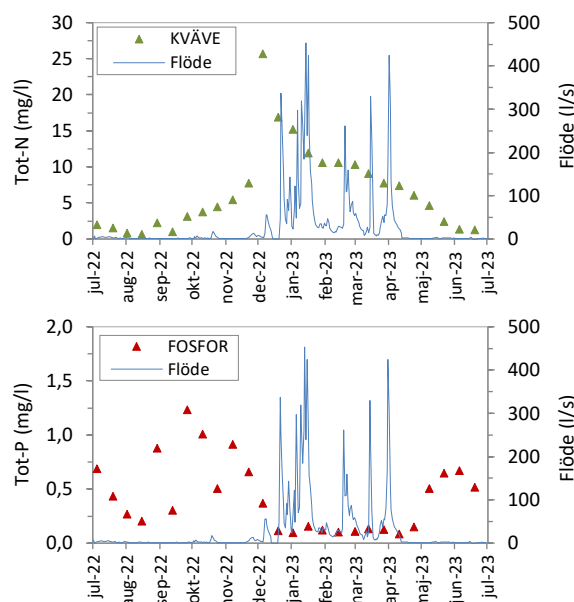 KVÄVE
Flöde
Tot-N (mg/l)
30
25
20
15
10
5
0
500
400
300
200
100
0
Flöde (l/s)
jul-22
aug-22
sep-22
okt-22
nov-22
dec-22
jan-23
feb-23
mar-23
apr-23
maj-23
jun-23
jul-23
FOSFOR
Flöde
Tot-P (mg/l)
2,0
1,5
1,0
0,5
0,0
500
400
300
200
100
0
Flöde (l/s)
jul-22
aug-22
sep-22
okt-22
nov-22
dec-22
jan-23
feb-23
mar-23
apr-23
maj-23
jun-23
jul-23